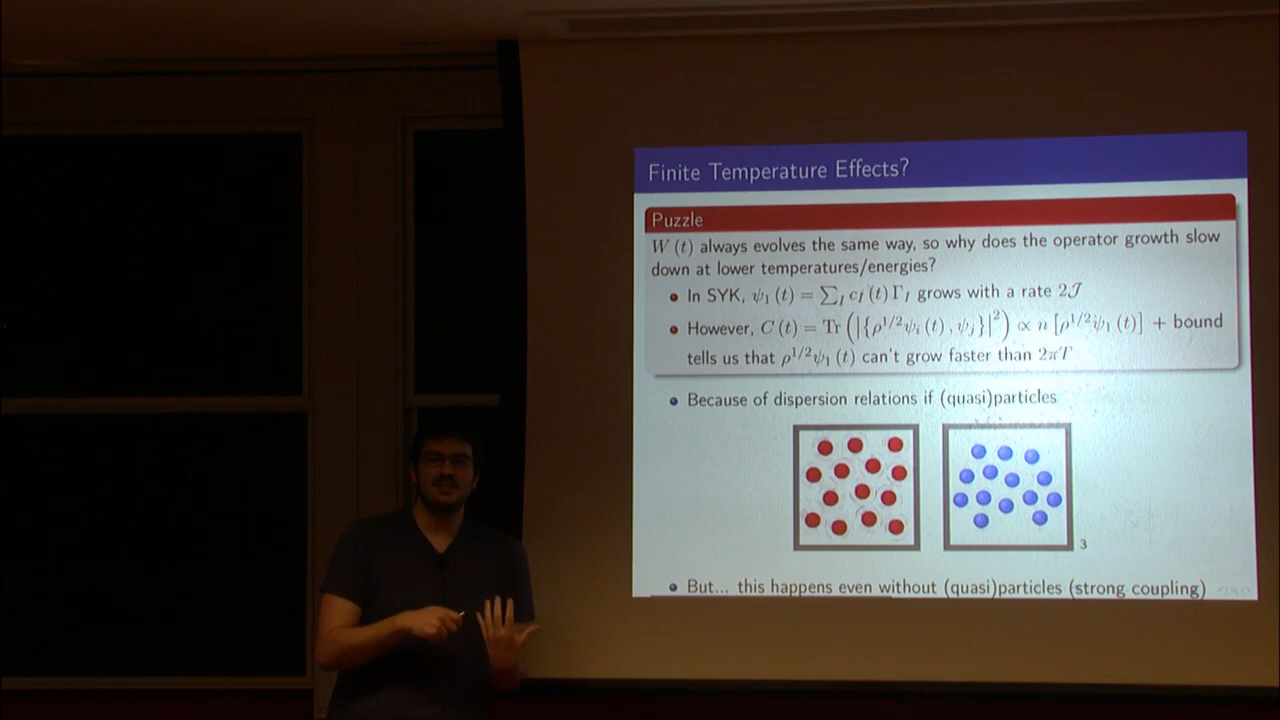 Finite Temperature Effects?
Puzzle
W (t) always evolves the same way, so why does the operator growth slow
down at lower temperatures/energies?
• In SYK, ψ₁ (t) = ∑_I c_I (t) Γ_I grows with a rate 2𝒥
• However, C (t) = Tr (|{ρ^{1/2}ψ_i (t) , ψ_j}|²) ∝ n [ρ^{1/2}ψ₁ (t)] + bound
tells us that ρ^{1/2}ψ₁ (t) can't grow faster than 2πT
• Because of dispersion relations if (quasi)particles
3
• But... this happens even without (quasi)particles (strong coupling)